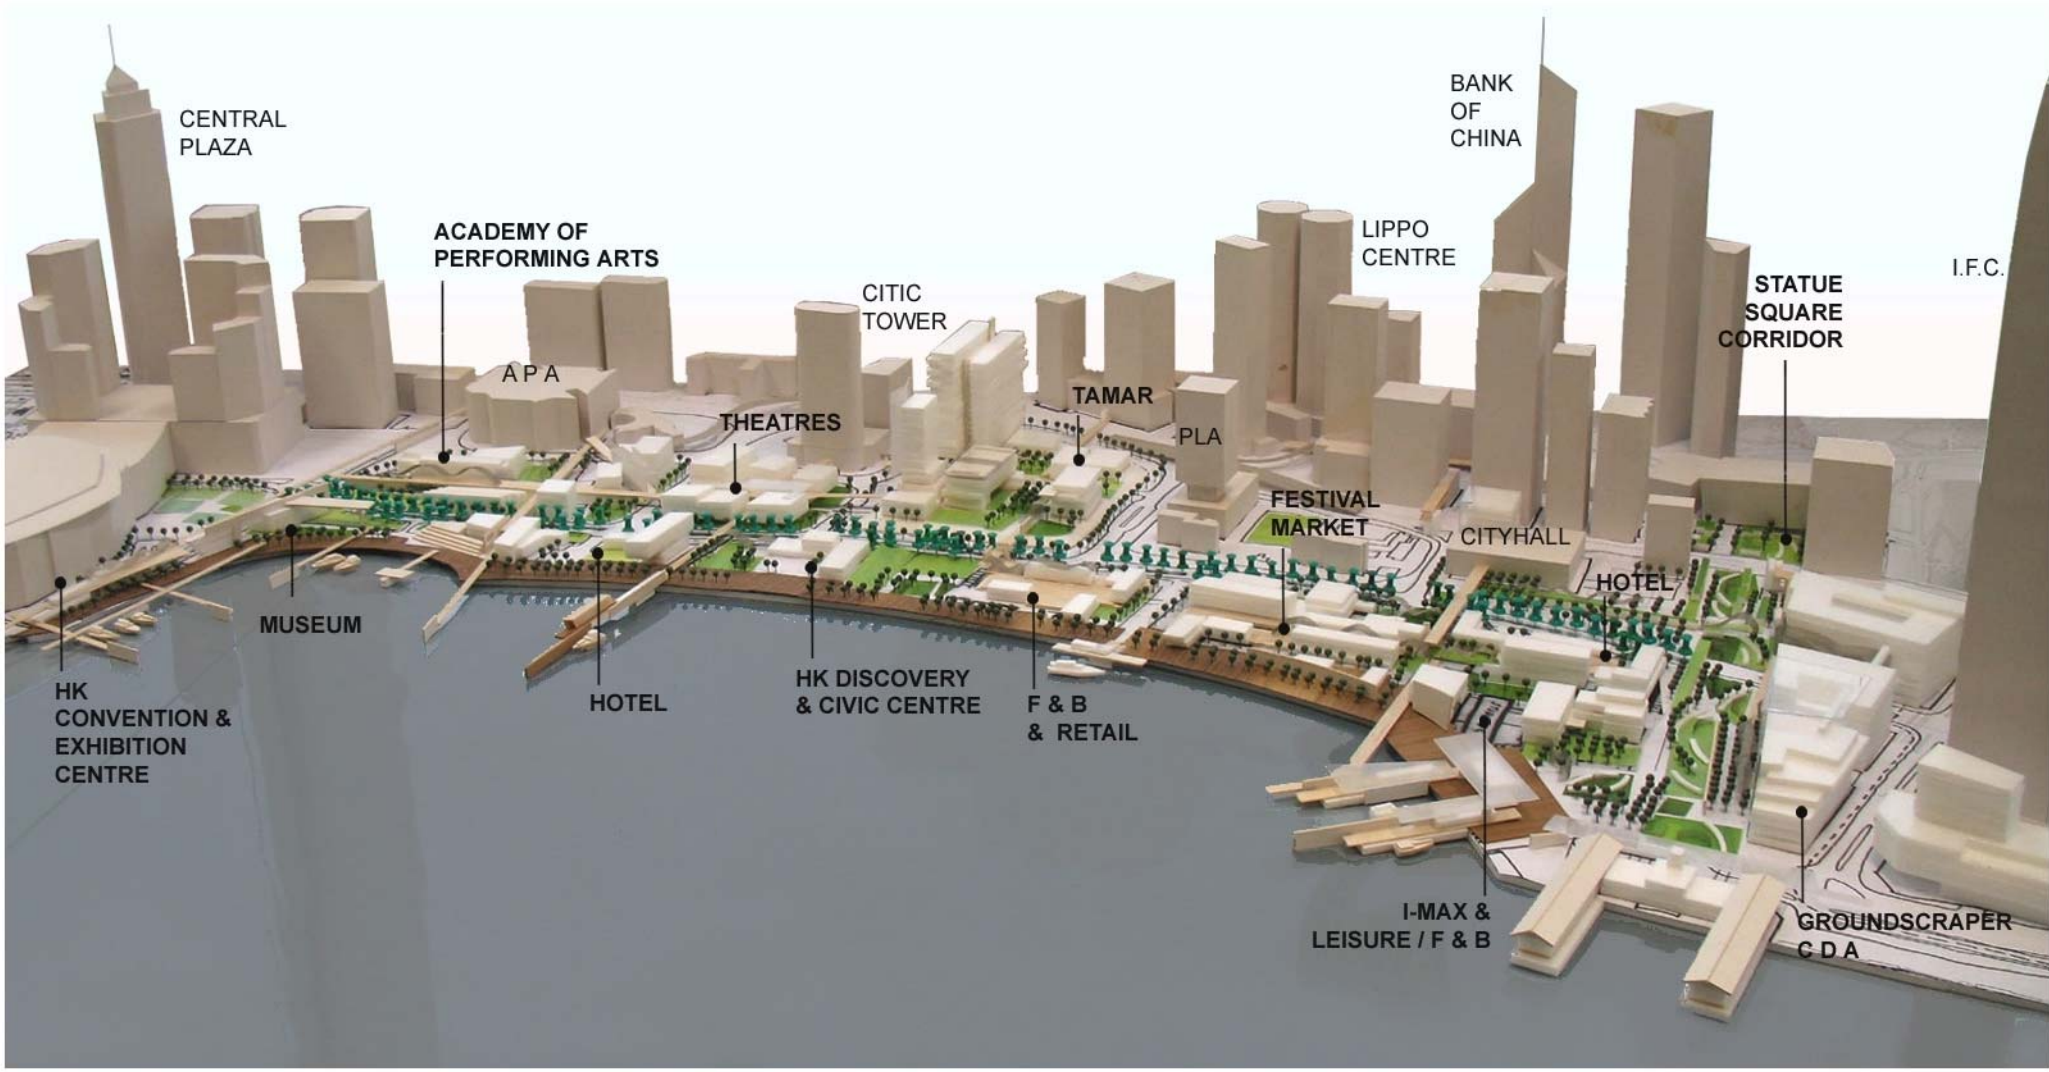 CENTRAL
PLAZA
ACADEMY OF
PERFORMING ARTS
A P A
CITIC
TOWER
THEATRES
TAMAR
PLA
LIPPO
CENTRE
BANK
OF
CHINA
STATUE
SQUARE
CORRIDOR
I.F.C.
FESTIVAL
MARKET
CITYHALL
HOTEL
MUSEUM
HK
CONVENTION &
EXHIBITION
CENTRE
HOTEL
HK DISCOVERY
& CIVIC CENTRE
F & B
& RETAIL
I-MAX &
LEISURE / F & B
GROUNDSCRAPER
C D A